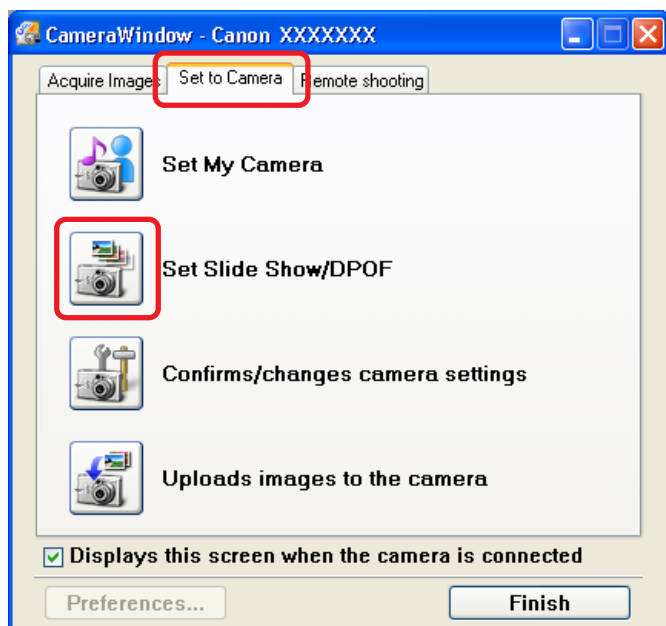 CameraWindow - Canon XXXXXXX
Acquire Images Set to Camera Remote shooting
Set My Camera
Set Slide Show/DPOF
Confirms/changes camera settings
Uploads images to the camera
Displays this screen when the camera is connected
Preferences... Finish